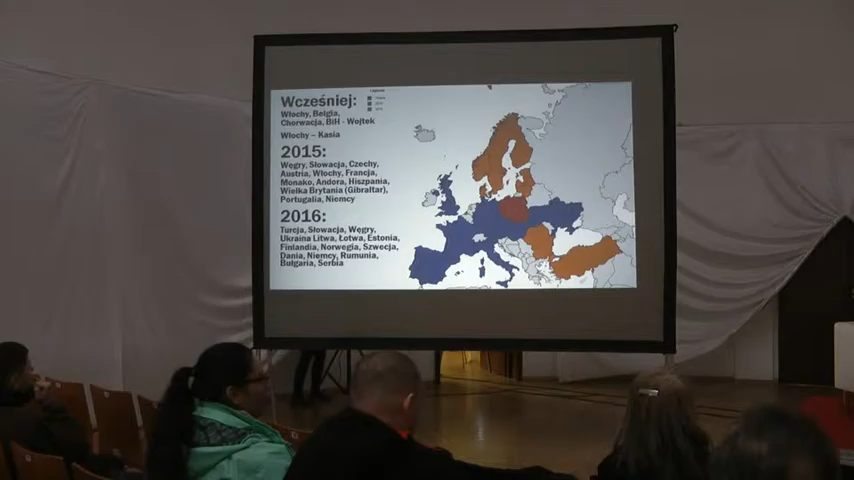 Wcześniej:
Włochy, Belgia,
Chorwacja, BiH - Wojtek
Włochy – Kasia
2015:
Węgry, Słowacja, Czechy,
Austria, Włochy, Francja,
Monako, Andora, Hiszpania,
Wielka Brytania (Gibraltar),
Portugalia, Niemcy
2016:
Turcja, Słowacja, Węgry,
Ukraina Litwa, Łotwa, Estonia,
Finlandia, Norwegia, Szwecja,
Dania, Niemcy, Rumunia,
Bułgaria, Serbia